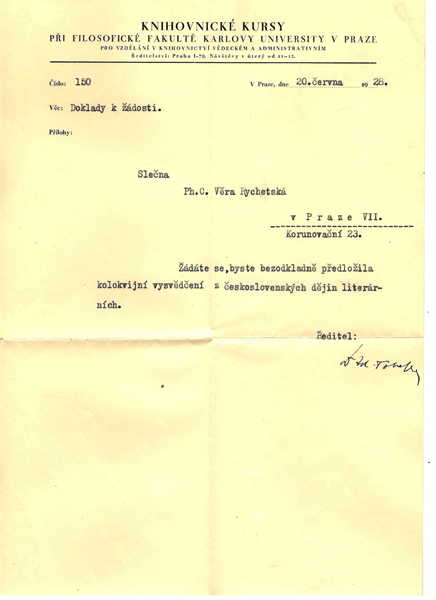 KNIHOVNICKÉ KURSY
PŘI FILOSOFICKÉ FAKULTĚ KARLOVY UNIVERSITY V PRAZE
PRO VZDĚLÁNÍ V KNIHOVNICTVÍ VĚDECKÉM A ADMINISTRATIVNÍM
Ředitelství: Praha I-79. Návštěvy v úterý od 11—12.
Číslo: 150 V Praze, dne 20.června 1928.
Věc: Doklady k žádosti.
Přílohy:
Slečna
Ph.C. Věra Rychetská
v Praze VII.
Korunovační 23.
Žádáte se,byste bezodkladně předložila
kolokvijní vysvědčení z československých dějin literár-
ních.
Ředitel: